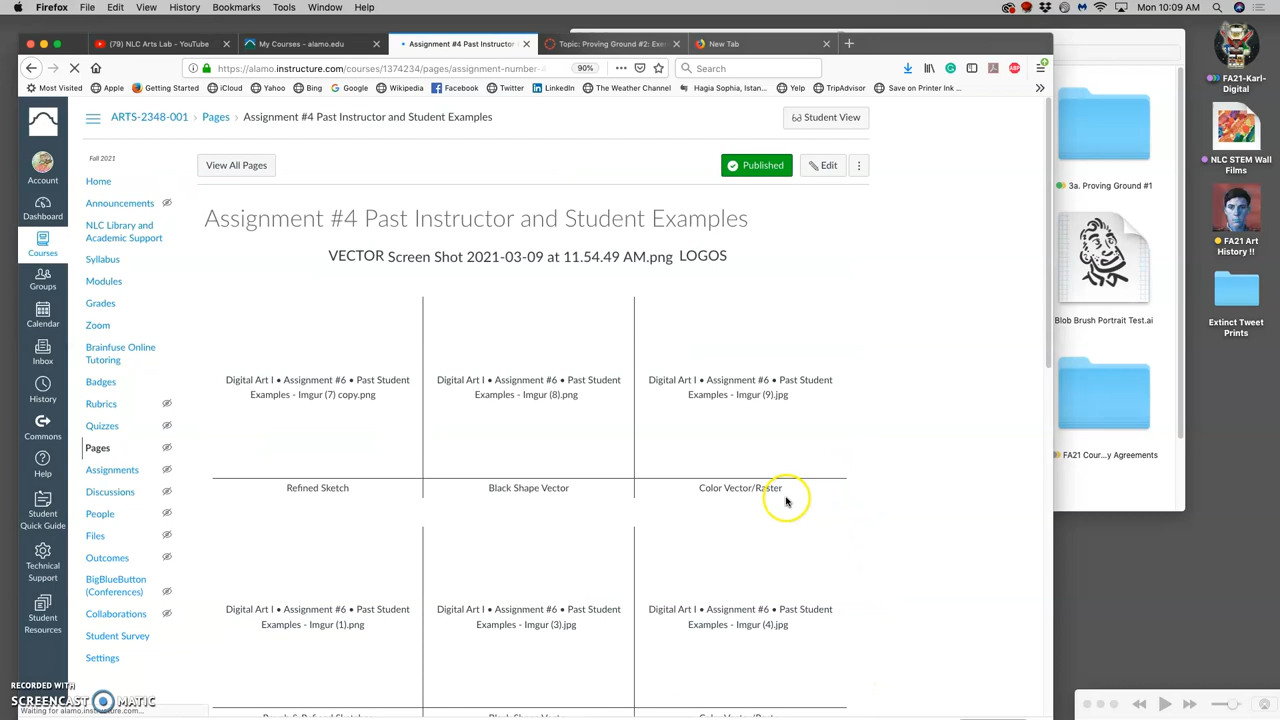 Firefox File Edit View History Bookmarks Tools Window Help
Mon 10:09 AM
(79) NLC Arts Lab - YouTube
My Courses - alamo.edu
Assignment #4 Past Instructor
Topic: Proving Ground #2: Exe
New Tab
https://alamo.instructure.com/courses/1374234/pages/assignment-number-
90%
Search
Most Visited Apple Getting Started iCloud Yahoo Bing Google Wikipedia Facebook Twitter LinkedIn The Weather Channel Hagia Sophia, Istan... Yelp TripAdvisor Save on Printer Ink ...
ARTS-2348-001 › Pages › Assignment #4 Past Instructor and Student Examples
Student View
Account
Dashboard
Courses
Groups
Calendar
Inbox
History
Commons
Help
Student
Quick Guide
Technical
Support
Student
Resources
Fall 2021
Home
Announcements
NLC Library and
Academic Support
Syllabus
Modules
Grades
Zoom
Brainfuse Online
Tutoring
Badges
Rubrics
Quizzes
Pages
Assignments
Discussions
People
Files
Outcomes
BigBlueButton
(Conferences)
Collaborations
Student Survey
Settings
View All Pages
Published
Edit
Assignment #4 Past Instructor and Student Examples
VECTOR Screen Shot 2021-03-09 at 11.54.49 AM.png LOGOS
Digital Art I • Assignment #6 • Past Student
Examples - Imgur (7) copy.png
Digital Art I • Assignment #6 • Past Student
Examples - Imgur (8).png
Digital Art I • Assignment #6 • Past Student
Examples - Imgur (9).jpg
Refined Sketch
Black Shape Vector
Color Vector/Raster
Digital Art I • Assignment #6 • Past Student
Examples - Imgur (1).png
Digital Art I • Assignment #6 • Past Student
Examples - Imgur (3).jpg
Digital Art I • Assignment #6 • Past Student
Examples - Imgur (4).jpg
3a. Proving Ground #1
Blob Brush Portrait Test.ai
FA21 Cour...y Agreements
FA21-Karl-
Digital
NLC STEM Wall
Films
FA21 Art
History !!
Extinct Tweet
Prints
RECORDED WITH
SCREENCAST MATIC
Waiting for alamo.instructure.com...